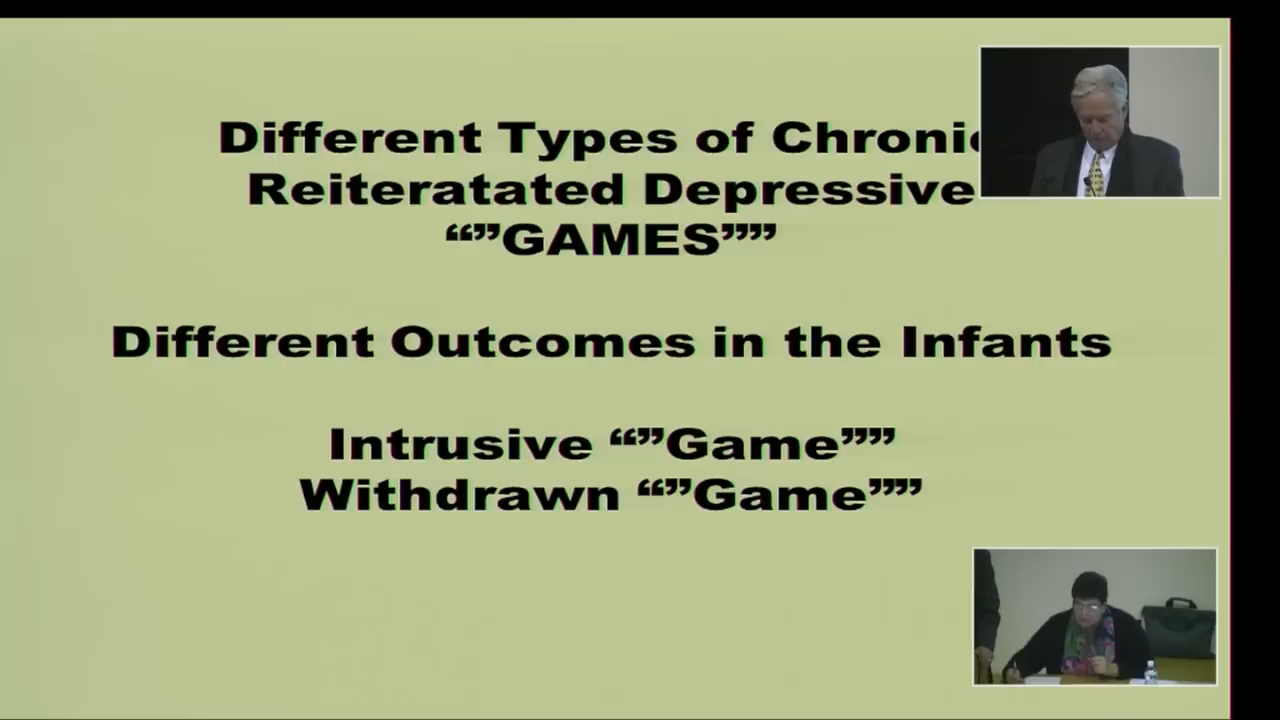 Different Types of Chronic
Reiteratated Depressive
“”GAMES””
Different Outcomes in the Infants
Intrusive “”Game””
Withdrawn “”Game””